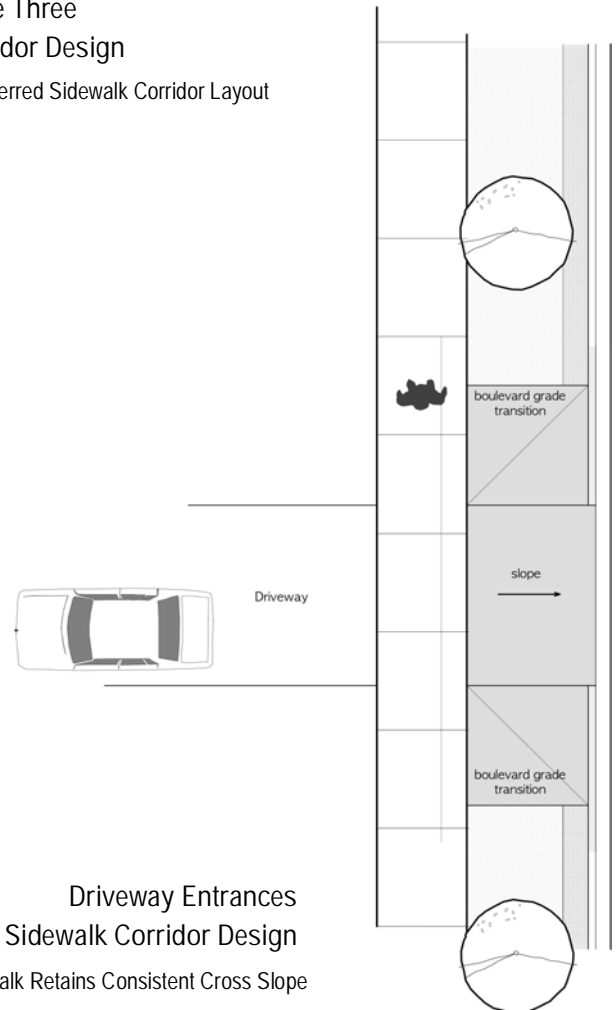 e Three
dor Design
erred Sidewalk Corridor Layout
boulevard grade
transition
slope
Driveway
boulevard grade
transition
Driveway Entrances
Sidewalk Corridor Design
alk Retains Consistent Cross Slope